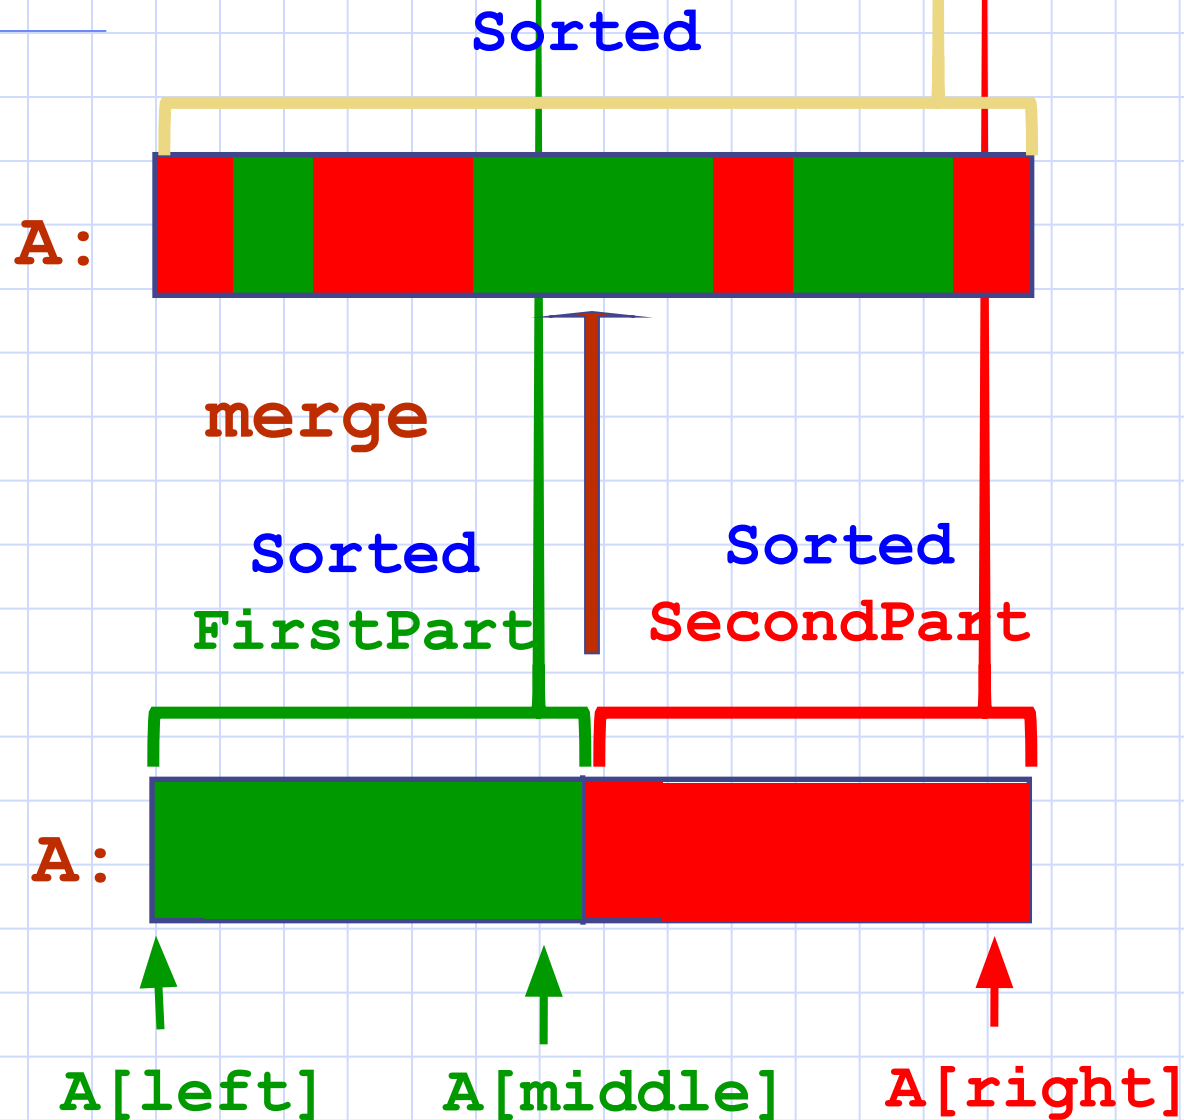 Sorted
A:
merge
Sorted Sorted
FirstPart SecondPart
A:
A[left] A[middle] A[right]